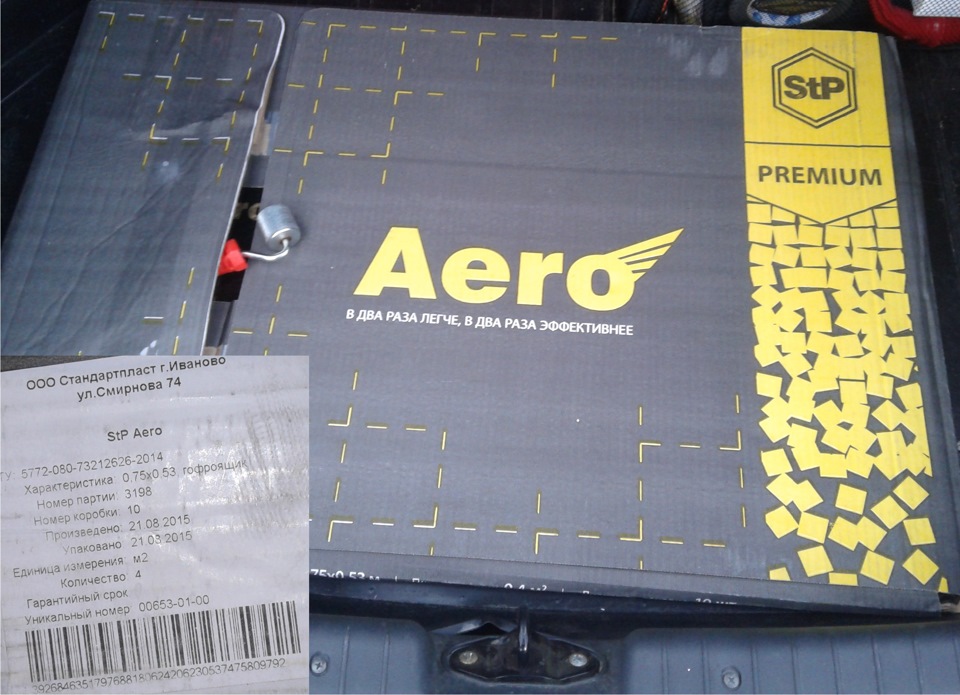 StP
PREMIUM
Aero
В ДВА РАЗА ЛЕГЧЕ, В ДВА РАЗА ЭФФЕКТИВНЕЕ
ООО Стандартпласт г.Иваново
ул.Смирнова 74
StP Aero
ТУ 5772-080-73212626-2014
Характеристика: 0,75х0,53, гофроящик
Номер партии: 3198
Номер коробки: 10
Произведено: 21.08.2015
Упаковано: 21.08.2015
Единица измерения: м2
Количество: 4
Гарантийный срок
Уникальный номер: 00653-01-00